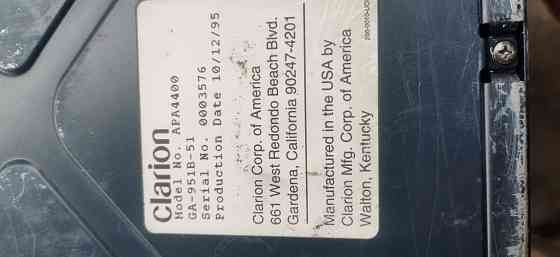 Clarion
Model No. APA4400
GA-951B-51
Serial No. 0003576
Production Date 10/12/95
Clarion Corp. of America
661 West Redondo Beach Blvd.
Gardena, California 90247-4201
Manufactured in the USA by
Clarion Mfg. Corp. of America
Walton, Kentucky